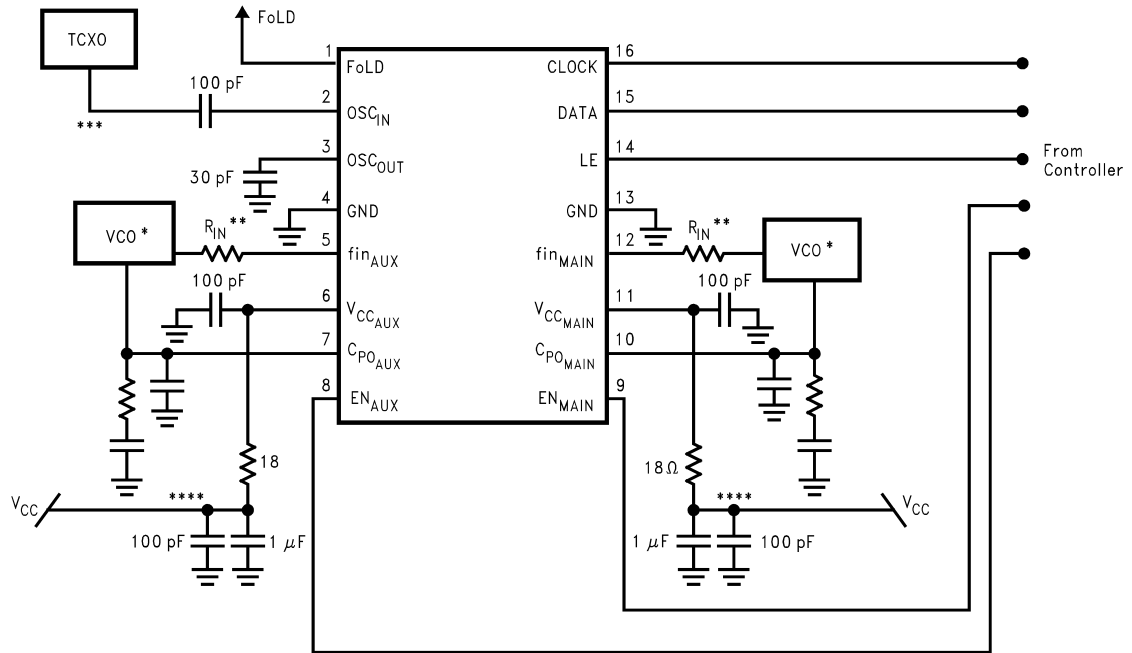 FoLD
TCXO
1
FoLD
CLOCK
16
100 pF
2
OSC_IN
DATA
15
***
3
OSC_OUT
LE
14
From
Controller
30 pF
4
GND
GND
13
VCO *
R_IN **
5
fin_AUX
fin_MAIN
12
R_IN **
VCO *
100 pF
6
V_CC_AUX
V_CC_MAIN
11
100 pF
7
C_PO_AUX
C_PO_MAIN
10
8
EN_AUX
EN_MAIN
9
18
18Ω
V_CC
****
****
V_CC
100 pF
1 μF
1 μF
100 pF